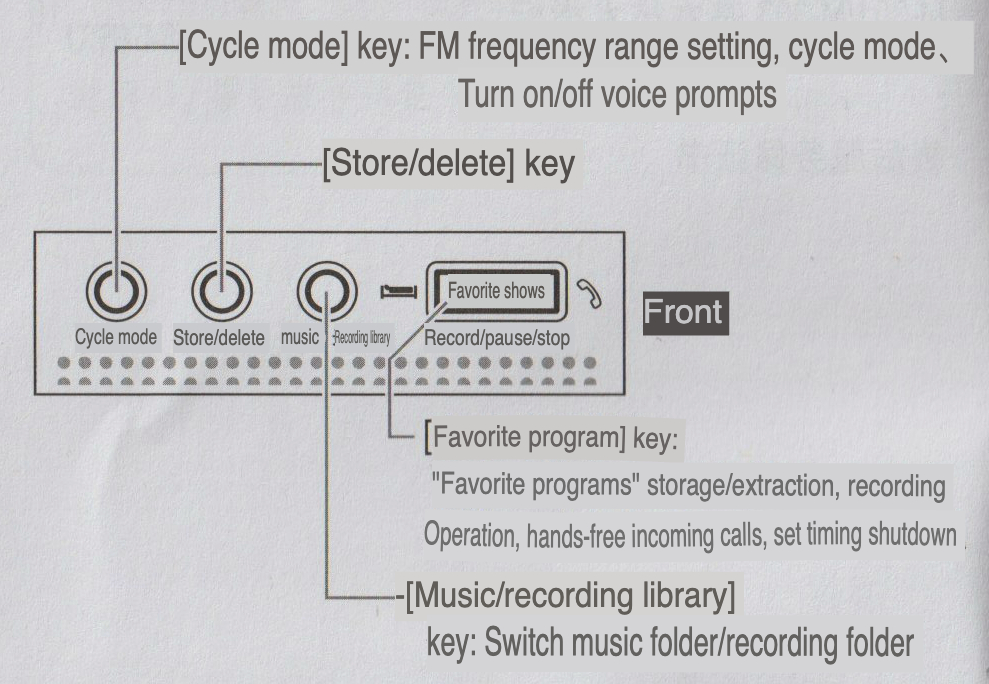 [Cycle mode] key: FM frequency range setting, cycle mode、
Turn on/off voice prompts
[Store/delete] key
Favorite shows
Front
Cycle mode Store/delete music -Recording library Record/pause/stop
[Favorite program] key:
"Favorite programs" storage/extraction, recording
Operation, hands-free incoming calls, set timing shutdown
-[Music/recording library]
key: Switch music folder/recording folder